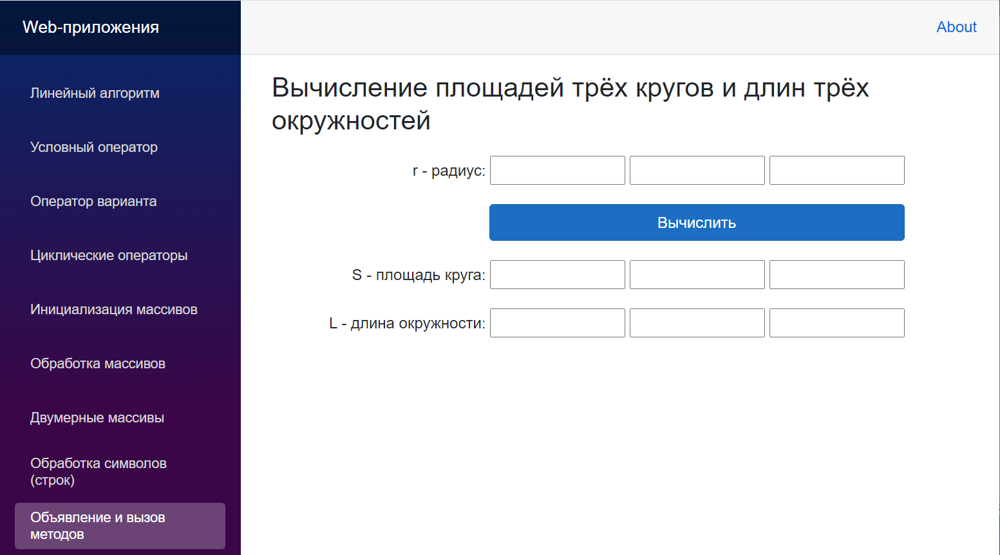 Web-приложения
About
Линейный алгоритм
Условный оператор
Оператор варианта
Циклические операторы
Инициализация массивов
Обработка массивов
Двумерные массивы
Обработка символов
(строк)
Объявление и вызов
методов
Вычисление площадей трёх кругов и длин трёх
окружностей
r - радиус:
Вычислить
S - площадь круга:
L - длина окружности: